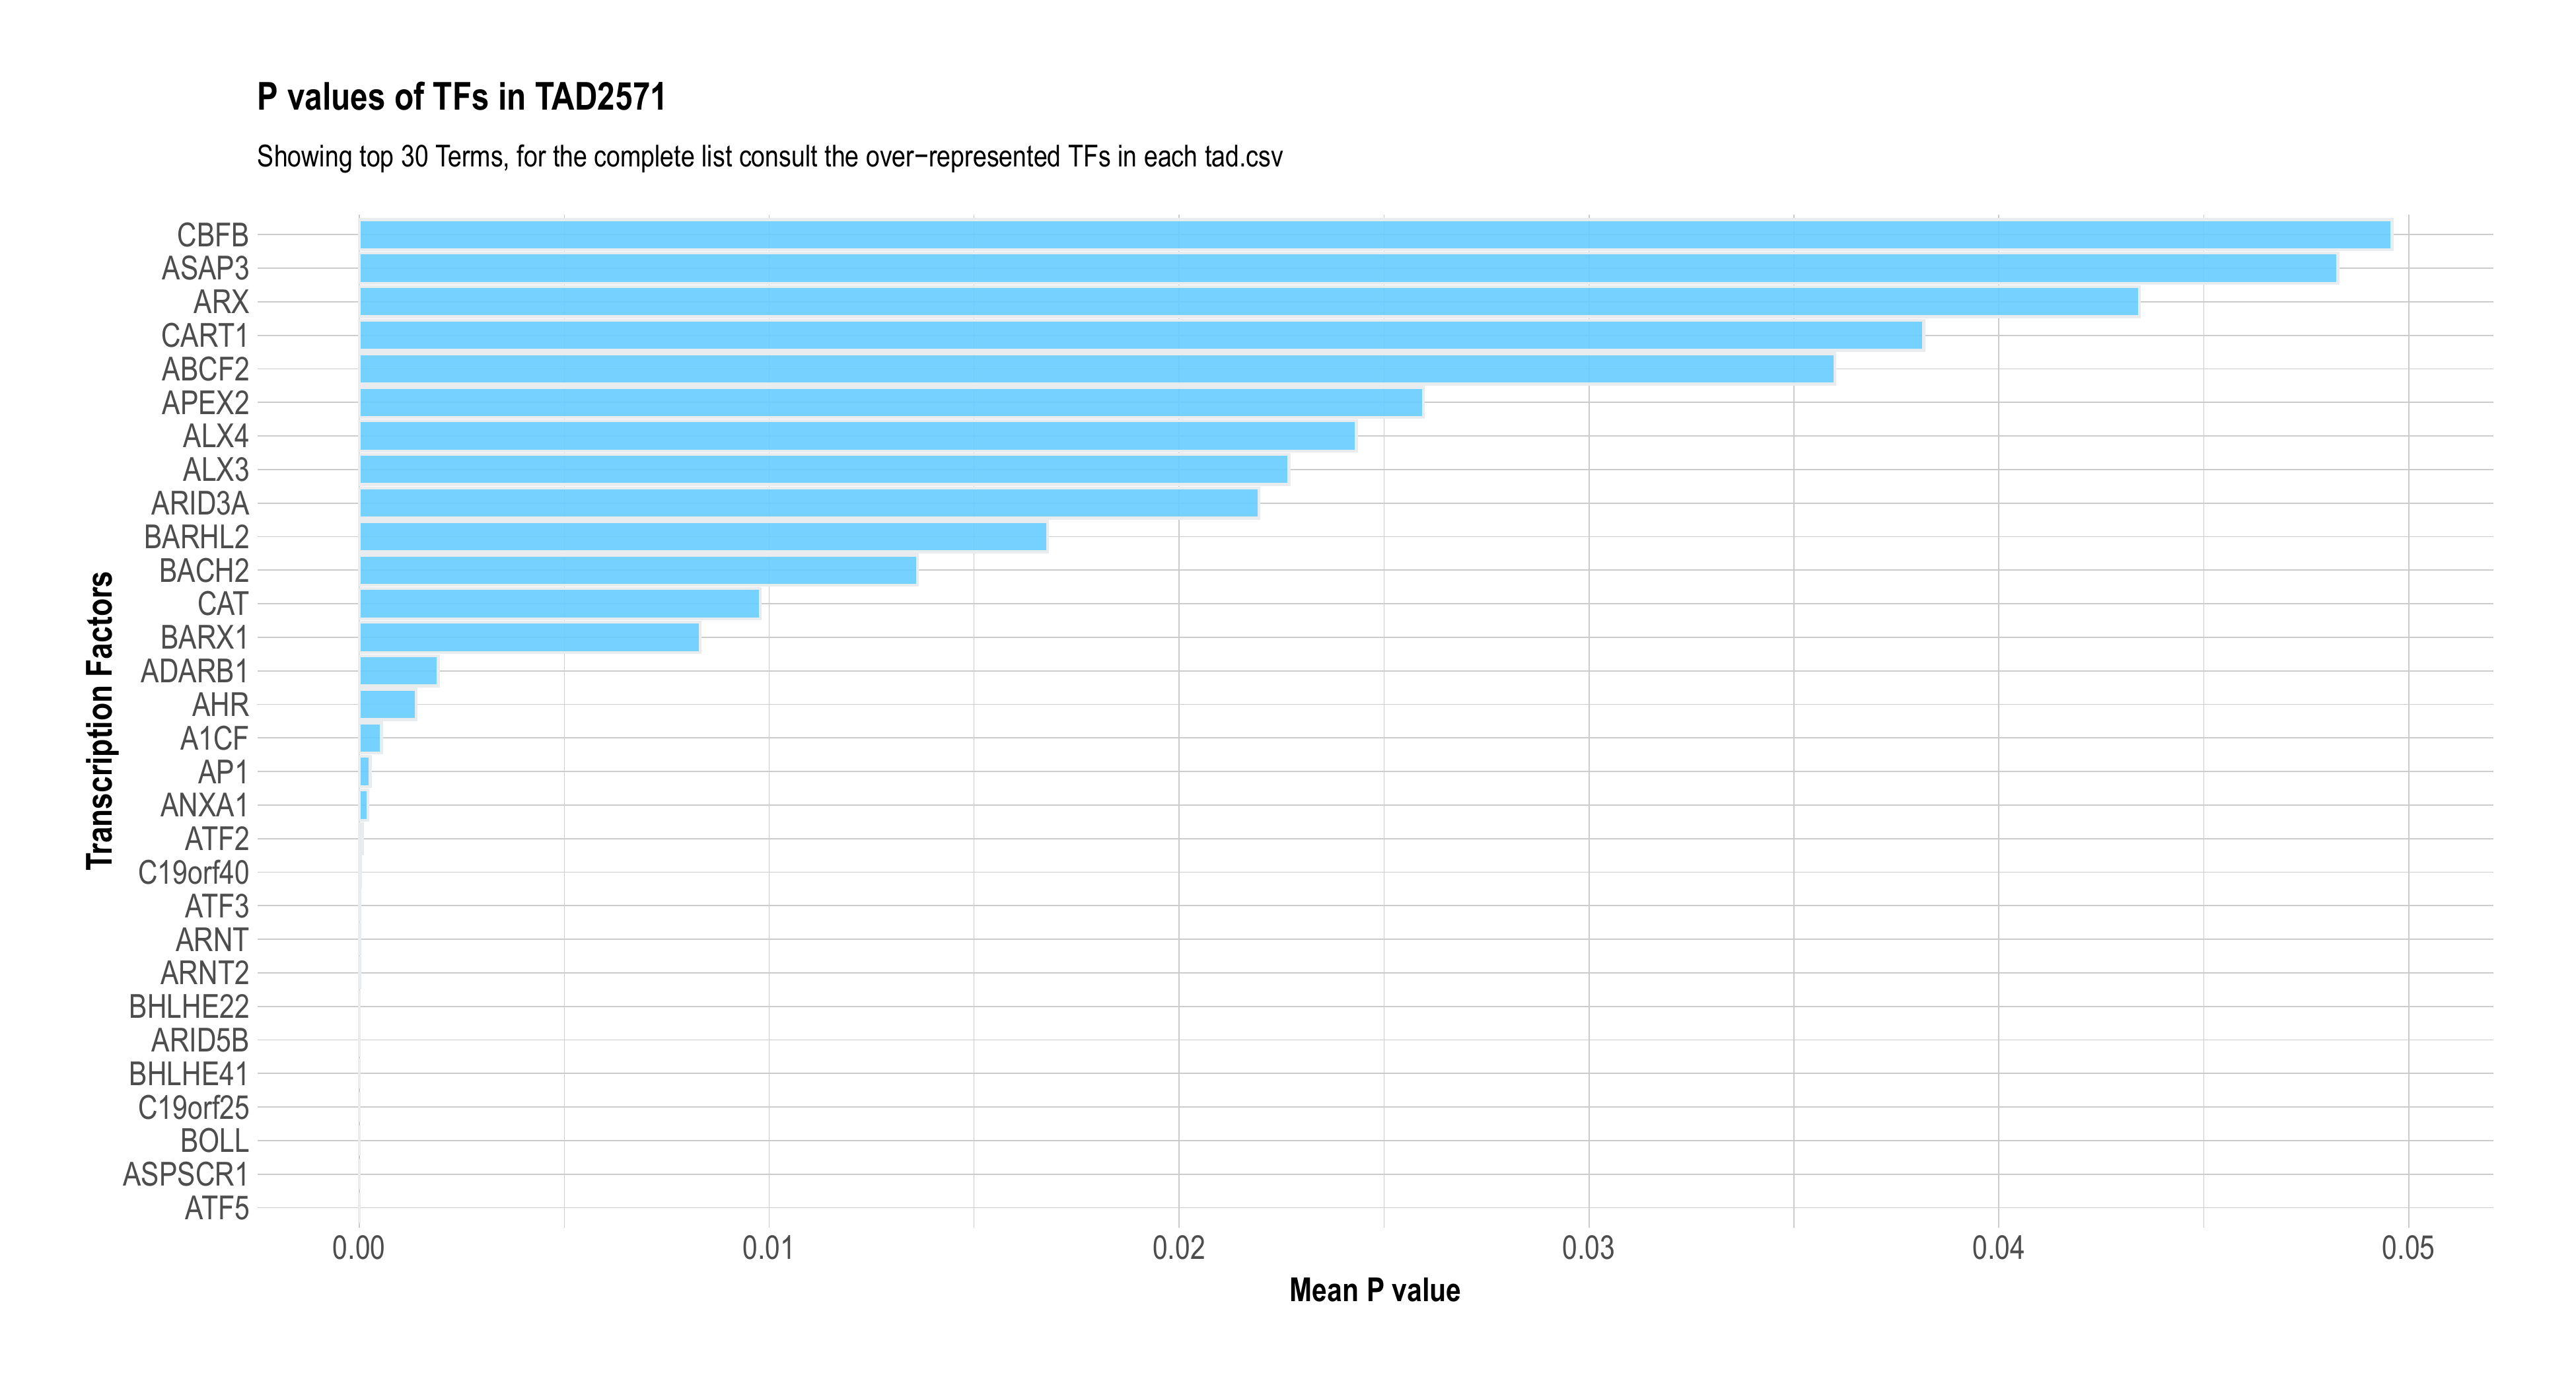 P values of TFs in TAD2571
Showing top 30 Terms, for the complete list consult the over−represented TFs in each tad.csv
Transcription Factors
CBFB
ASAP3
ARX
CART1
ABCF2
APEX2
ALX4
ALX3
ARID3A
BARHL2
BACH2
CAT
BARX1
ADARB1
AHR
A1CF
AP1
ANXA1
ATF2
C19orf40
ATF3
ARNT
ARNT2
BHLHE22
ARID5B
BHLHE41
C19orf25
BOLL
ASPSCR1
ATF5
0.00 0.01 0.02 0.03 0.04 0.05
Mean P value